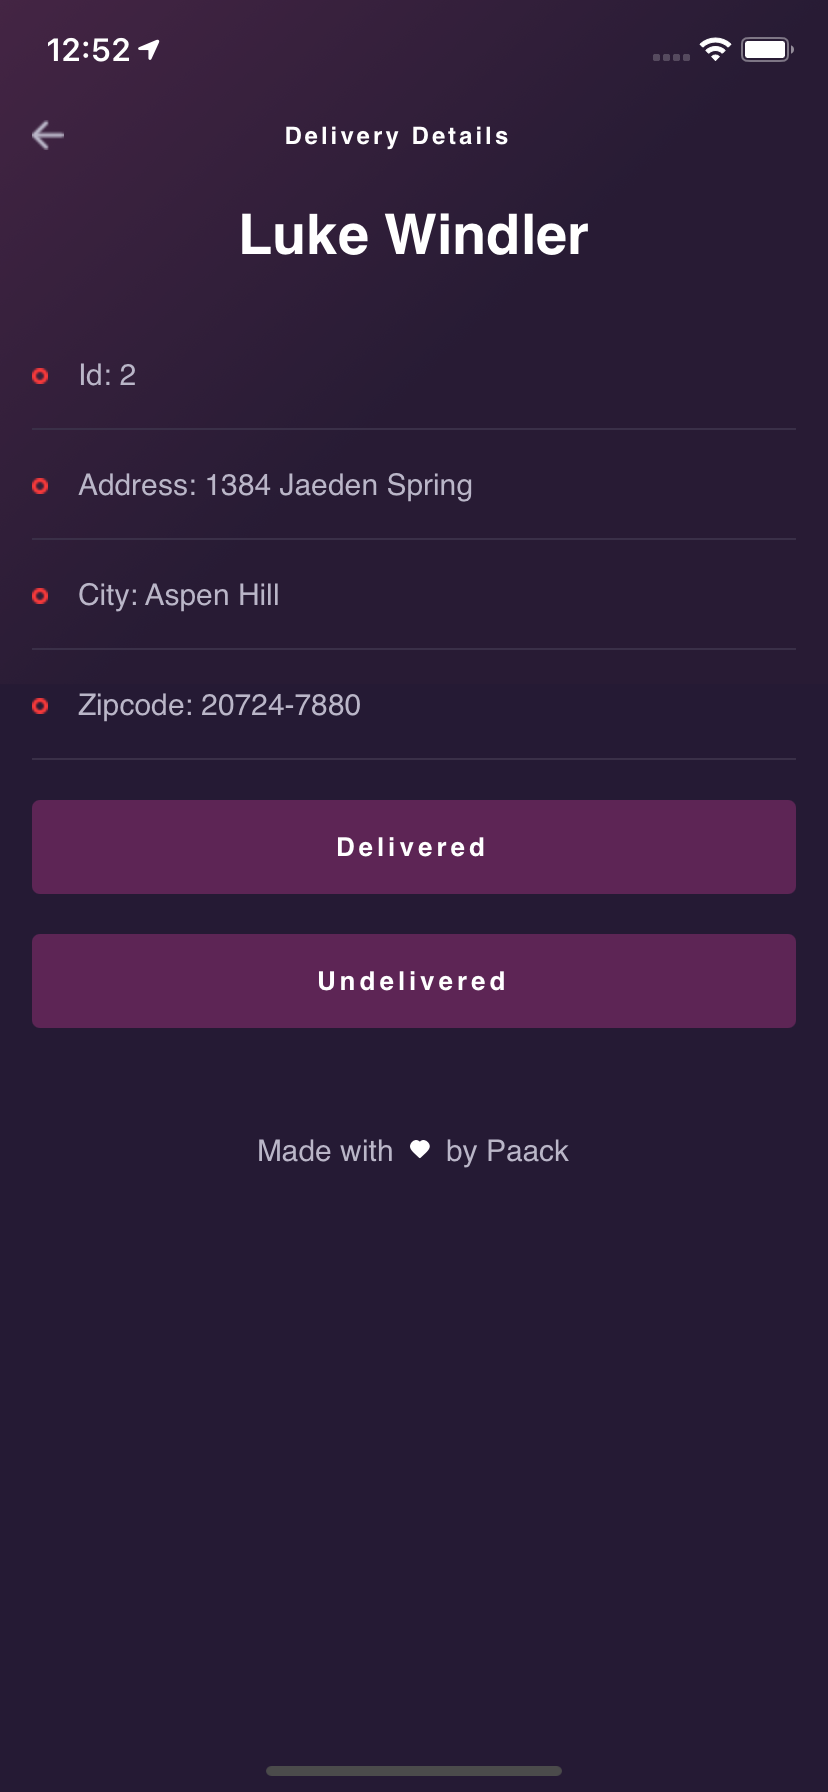 12:52
Delivery Details
Luke Windler
Id: 2
Address: 1384 Jaeden Spring
City: Aspen Hill
Zipcode: 20724-7880
Delivered
Undelivered
Made with by Paack